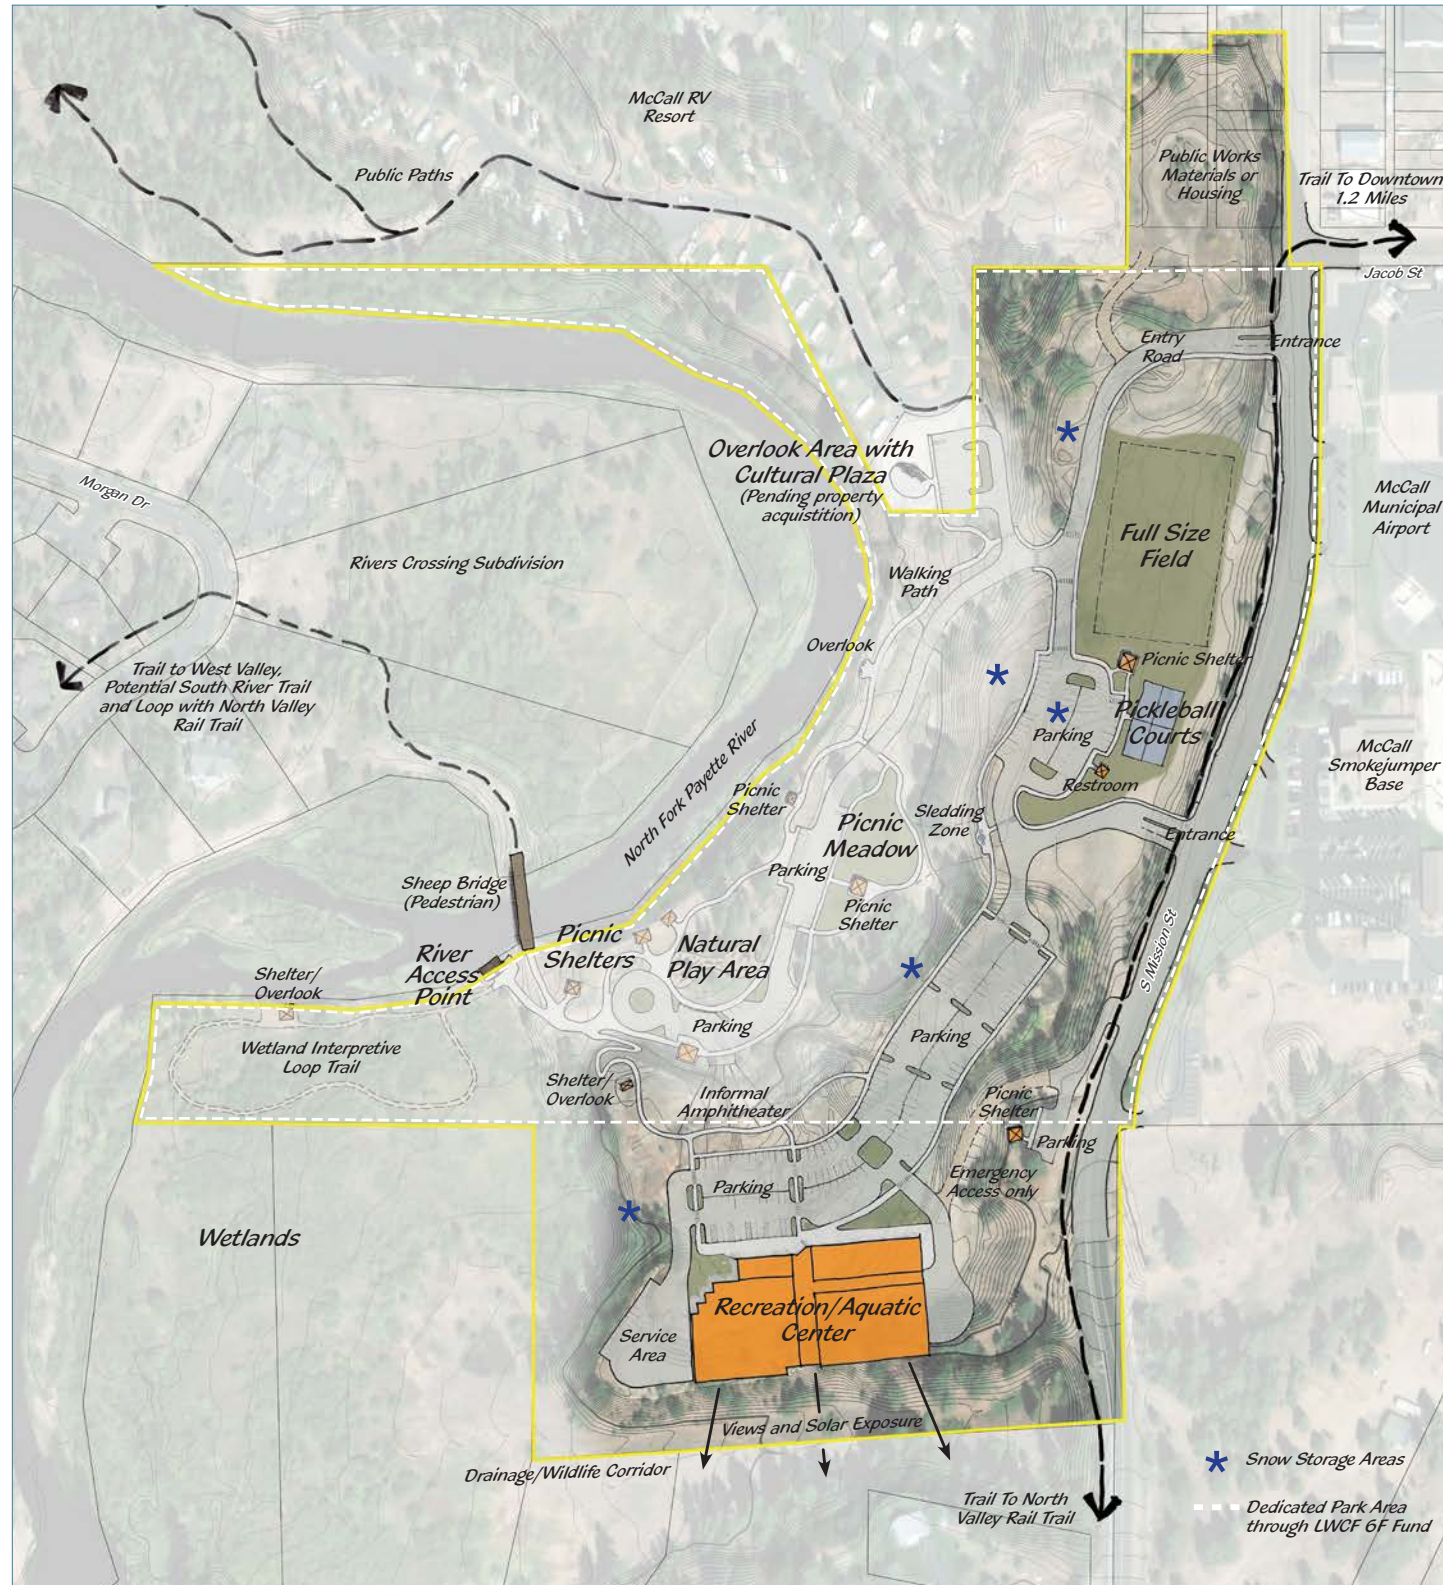 McCall RV
Resort
Public Paths
Public Works
Materials or
Housing
Trail To Downtown
1.2 Miles
Jacob St
Entry
Road
Entrance
Overlook Area with
Cultural Plaza
(Pending property
acquistition)
Morgan Dr
McCall
Municipal
Airport
Full Size
Field
Rivers Crossing Subdivision
Walking
Path
Overlook
Picnic Shelter
Trail to West Valley,
Potential South River Trail
and Loop with North Valley
Rail Trail
Pickleball
Courts
Parking
McCall
Smokejumper
Base
North Fork Payette River
Picnic
Shelter
Restroom
Sledding
Zone
Entrance
Picnic
Meadow
Parking
Sheep Bridge
(Pedestrian)
Picnic
Shelter
S Mission St
Picnic
Shelters
Natural
Play Area
River
Access
Point
Shelter/
Overlook
Parking
Parking
Wetland Interpretive
Loop Trail
Shelter/
Overlook
Informal
Amphitheater
Picnic
Shelter
Parking
Emergency
Access only
Parking
Wetlands
Recreation/Aquatic
Center
Service
Area
Views and Solar Exposure
Drainage/Wildlife Corridor
Snow Storage Areas
Trail To North
Valley Rail Trail
Dedicated Park Area
through LWCF 6F Fund